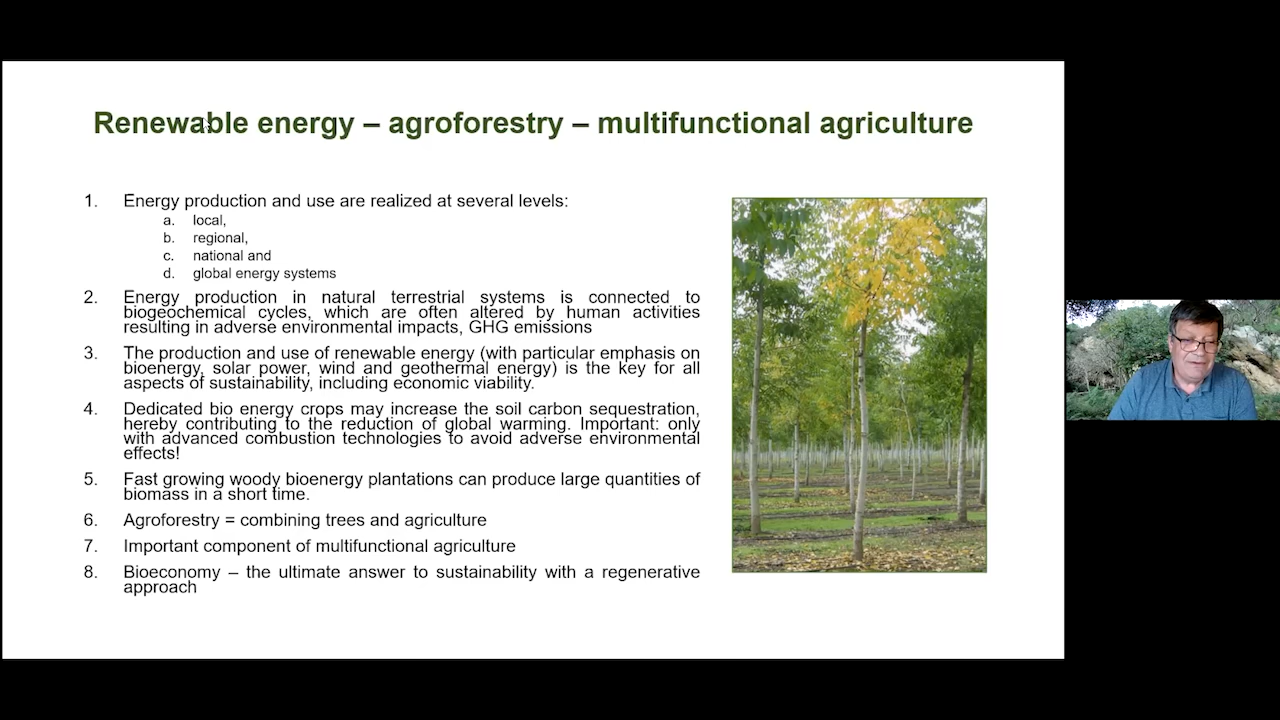 Renewable energy – agroforestry – multifunctional agriculture
1. Energy production and use are realized at several levels:
a. local,
b. regional,
c. national and
d. global energy systems
2. Energy production in natural terrestrial systems is connected to
biogeochemical cycles, which are often altered by human activities
resulting in adverse environmental impacts, GHG emissions
3. The production and use of renewable energy (with particular emphasis on
bioenergy, solar power, wind and geothermal energy) is the key for all
aspects of sustainability, including economic viability.
4. Dedicated bio energy crops may increase the soil carbon sequestration,
hereby contributing to the reduction of global warming. Important: only
with advanced combustion technologies to avoid adverse environmental
effects!
5. Fast growing woody bioenergy plantations can produce large quantities of
biomass in a short time.
6. Agroforestry = combining trees and agriculture
7. Important component of multifunctional agriculture
8. Bioeconomy – the ultimate answer to sustainability with a regenerative
approach